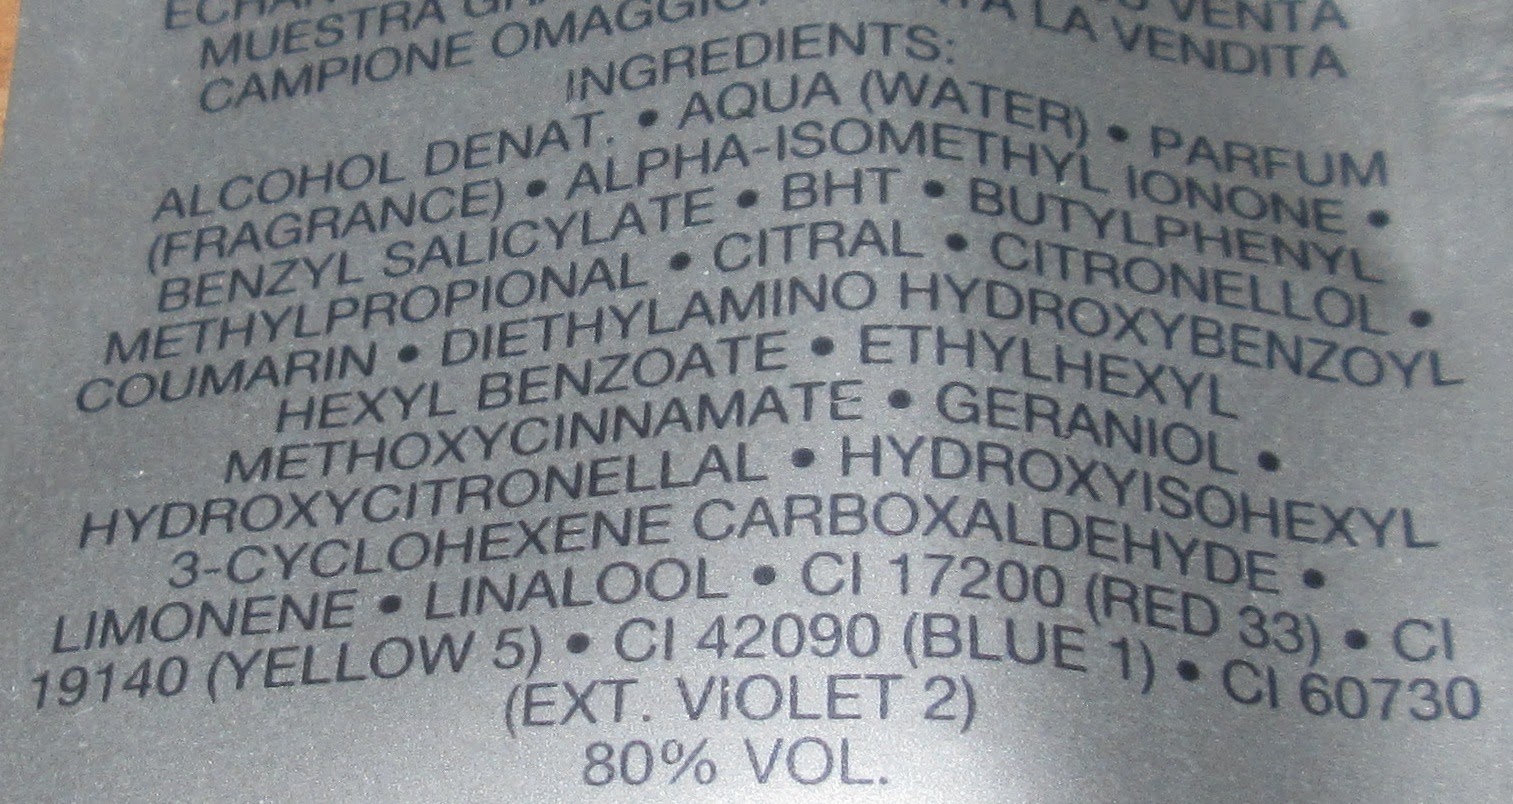 VENTA
MUESTRA
CAMPIONE OMAGGIO LA VENDITA
INGREDIENTS:
ALCOHOL DENAT. • AQUA (WATER) • PARFUM
(FRAGRANCE) • ALPHA-ISOMETHYL IONONE •
BENZYL SALICYLATE • BHT • BUTYLPHENYL
METHYLPROPIONAL • CITRAL • CITRONELLOL •
COUMARIN • DIETHYLAMINO HYDROXYBENZOYL
HEXYL BENZOATE • ETHYLHEXYL
METHOXYCINNAMATE • GERANIOL •
HYDROXYCITRONELLAL • HYDROXYISOHEXYL
3-CYCLOHEXENE CARBOXALDEHYDE •
LIMONENE • LINALOOL • CI 17200 (RED 33) • CI
19140 (YELLOW 5) • CI 42090 (BLUE 1) • CI 60730
(EXT. VIOLET 2)
80% VOL.